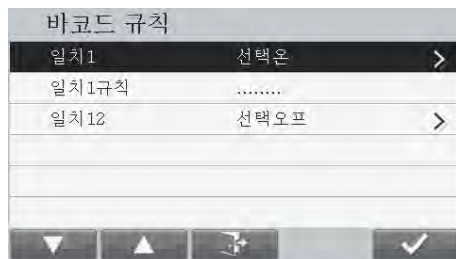 바코드 규칙
일치1 선택온 >
일치1규칙 ........
일치12 선택오프 >